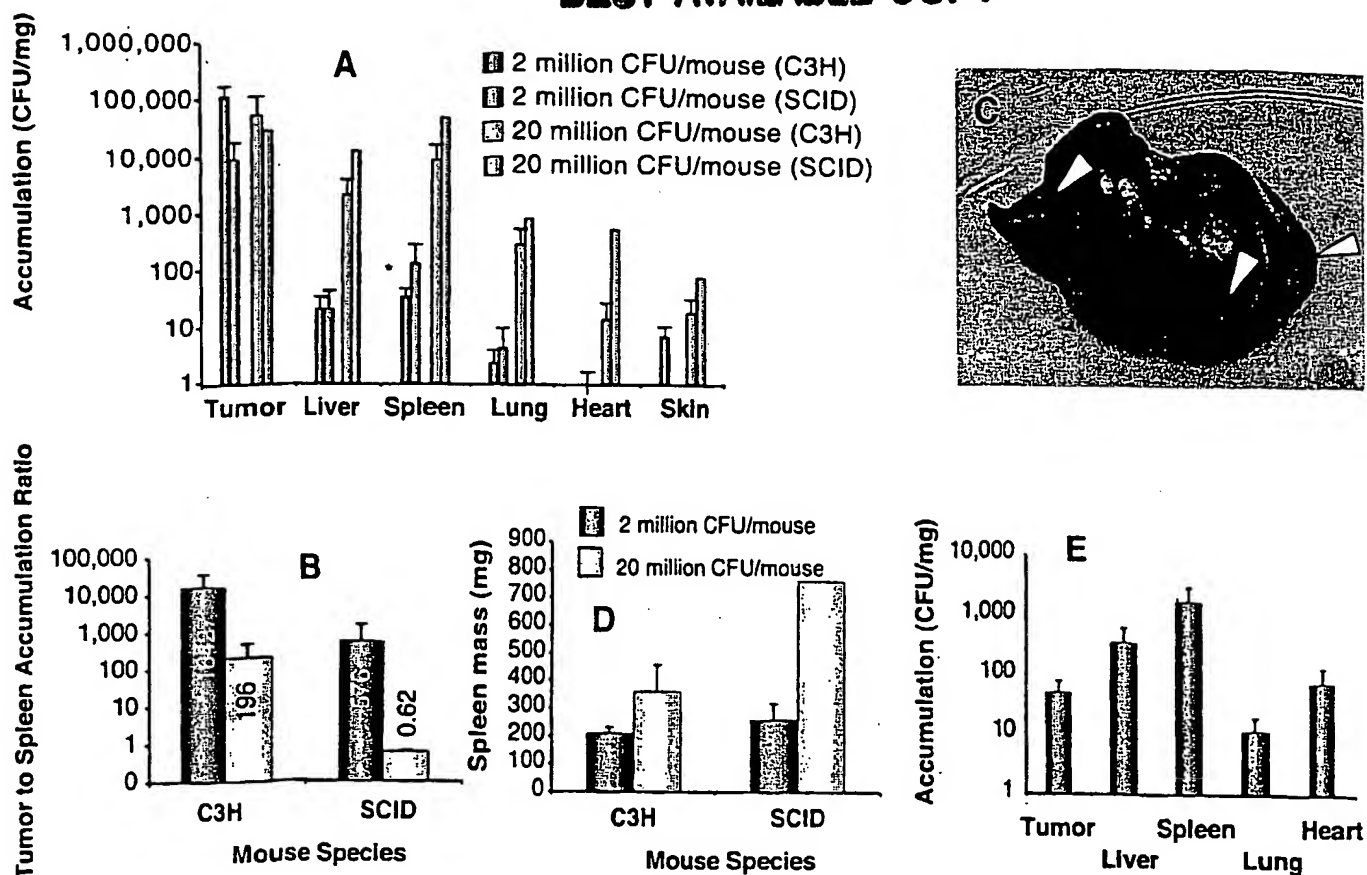 A
Accumulation (CFU/mg)
1,000,000
100,000
10,000
1,000
100
10
1
2 million CFU/mouse (C3H)
2 million CFU/mouse (SCID)
20 million CFU/mouse (C3H)
20 million CFU/mouse (SCID)
*
Tumor Liver Spleen Lung Heart Skin
C
B
Tumor to Spleen Accumulation Ratio
100,000
10,000
1,000
100
10
1
0
196
576
0.62
C3H SCID
Mouse Species
D
Spleen mass (mg)
900
800
700
600
500
400
300
200
100
0
2 million CFU/mouse
20 million CFU/mouse
C3H SCID
Mouse Species
E
Accumulation (CFU/mg)
10,000
1,000
100
10
1
Tumor Spleen Heart
Liver Lung